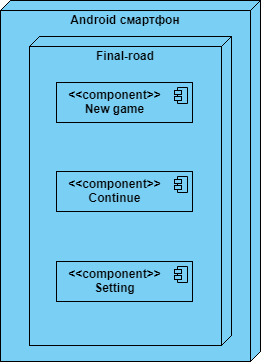 Android смартфон
Final-road
<<component>>
New game
<<component>>
Continue
<<component>>
Setting